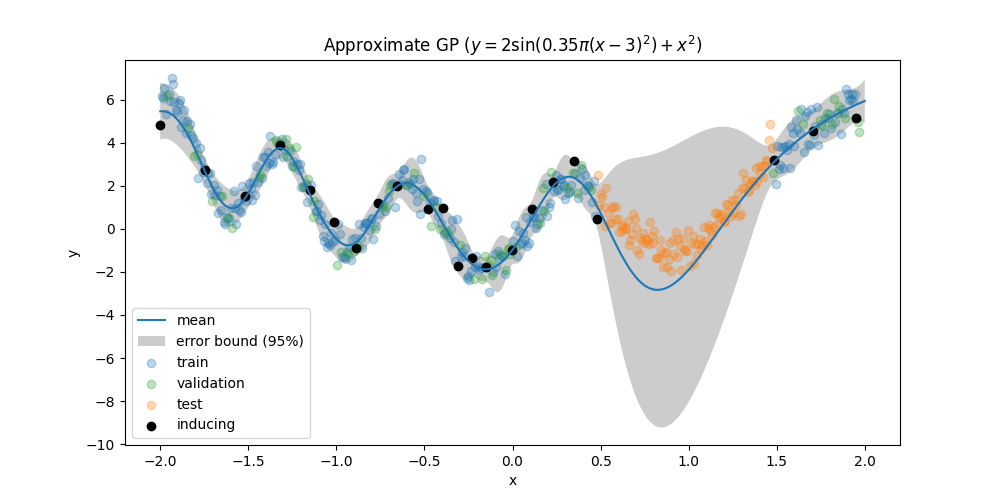 Approximate GP (y = 2sin(0.35π(x − 3)²) + x²)
6
4
2
0
−2
−4
−6
−8
−10
y
mean
error bound (95%)
train
validation
test
inducing
−2.0 −1.5 −1.0 −0.5 0.0 0.5 1.0 1.5 2.0
x